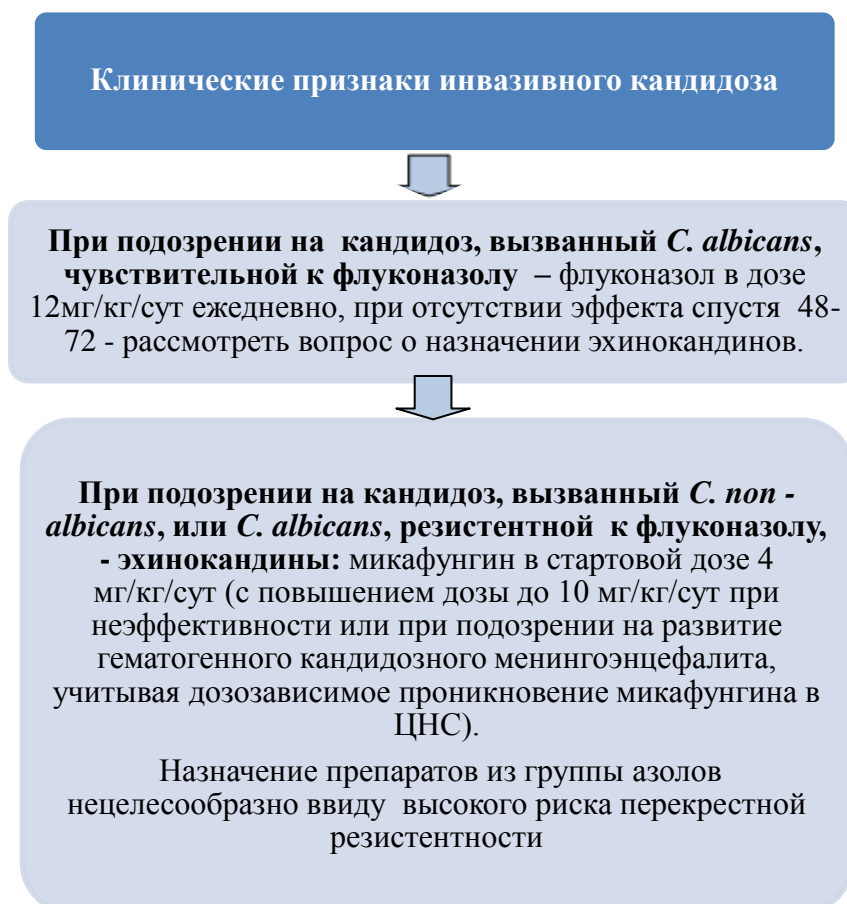 Клинические признаки инвазивного кандидоза
При подозрении на  кандидоз, вызванный C. albicans,
чувствительной к флуконазолу  – флуконазол в дозе
12мг/кг/сут ежедневно, при отсутствии эффекта спустя  48-
72 - рассмотреть вопрос о назначении эхинокандинов.
При подозрении на кандидоз, вызванный C. non -
albicans, или C. albicans, резистентной  к флуконазолу,
- эхинокандины: микафунгин в стартовой дозе 4
мг/кг/сут (с повышением дозы до 10 мг/кг/сут при
неэффективности или при подозрении на развитие
гематогенного кандидозного менингоэнцефалита,
учитывая дозозависимое проникновение микафунгина в
ЦНС).
Назначение препаратов из группы азолов
нецелесообразно ввиду  высокого риска перекрестной
резистентности